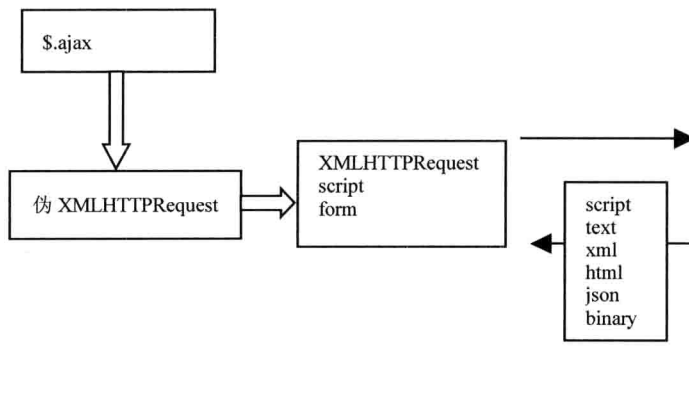 $.ajax
伪 XMLHTTPRequest
XMLHTTPRequest
script
form
script
text
xml
html
json
binary